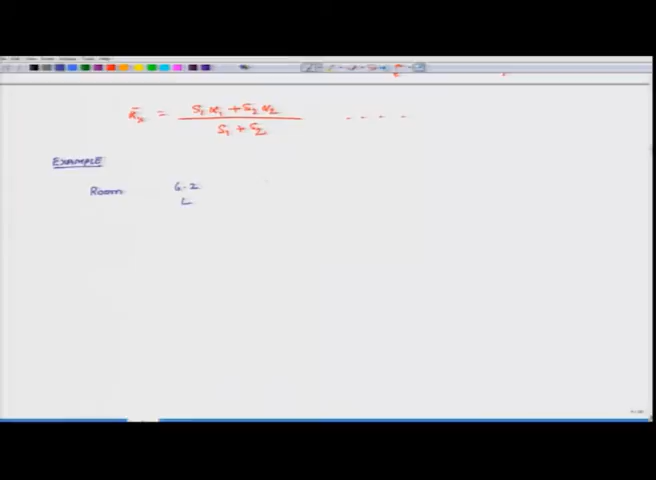 ᾱₓ = S₁α₁ + S₂α₂ / S₁ + S₂ ....
EXAMPLE
Room 6.2
L